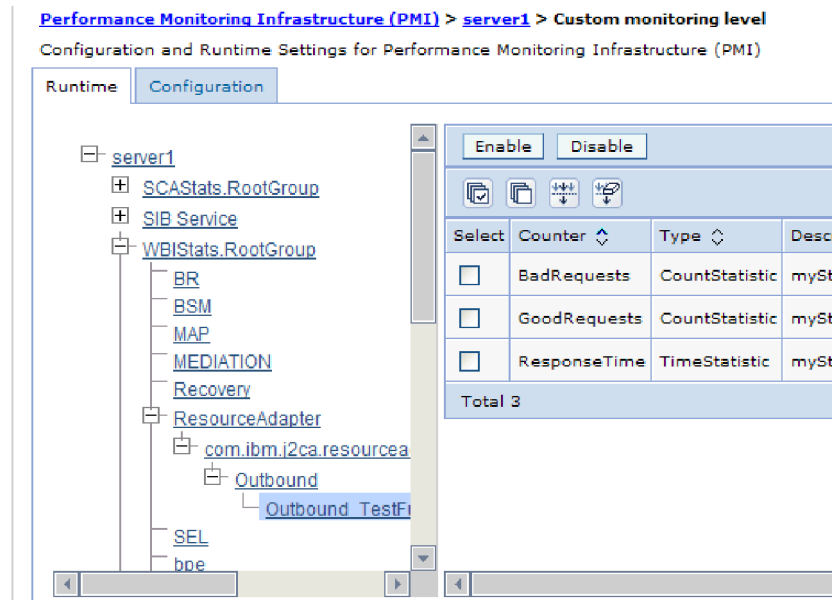 Performance Monitoring Infrastructure (PMI) > server1 > Custom monitoring level
Configuration and Runtime Settings for Performance Monitoring Infrastructure (PMI)
Runtime Configuration
server1
SCAStats.RootGroup
SIB Service
WBIStats.RootGroup
BR
BSM
MAP
MEDIATION
Recovery
ResourceAdapter
com.ibm.j2ca.resourcea
Outbound
Outbound_TestFu
SEL
bpe
Enable Disable
Select Counter Type Desc
BadRequests CountStatistic mySt
GoodRequests CountStatistic mySt
ResponseTime TimeStatistic mySt
Total 3